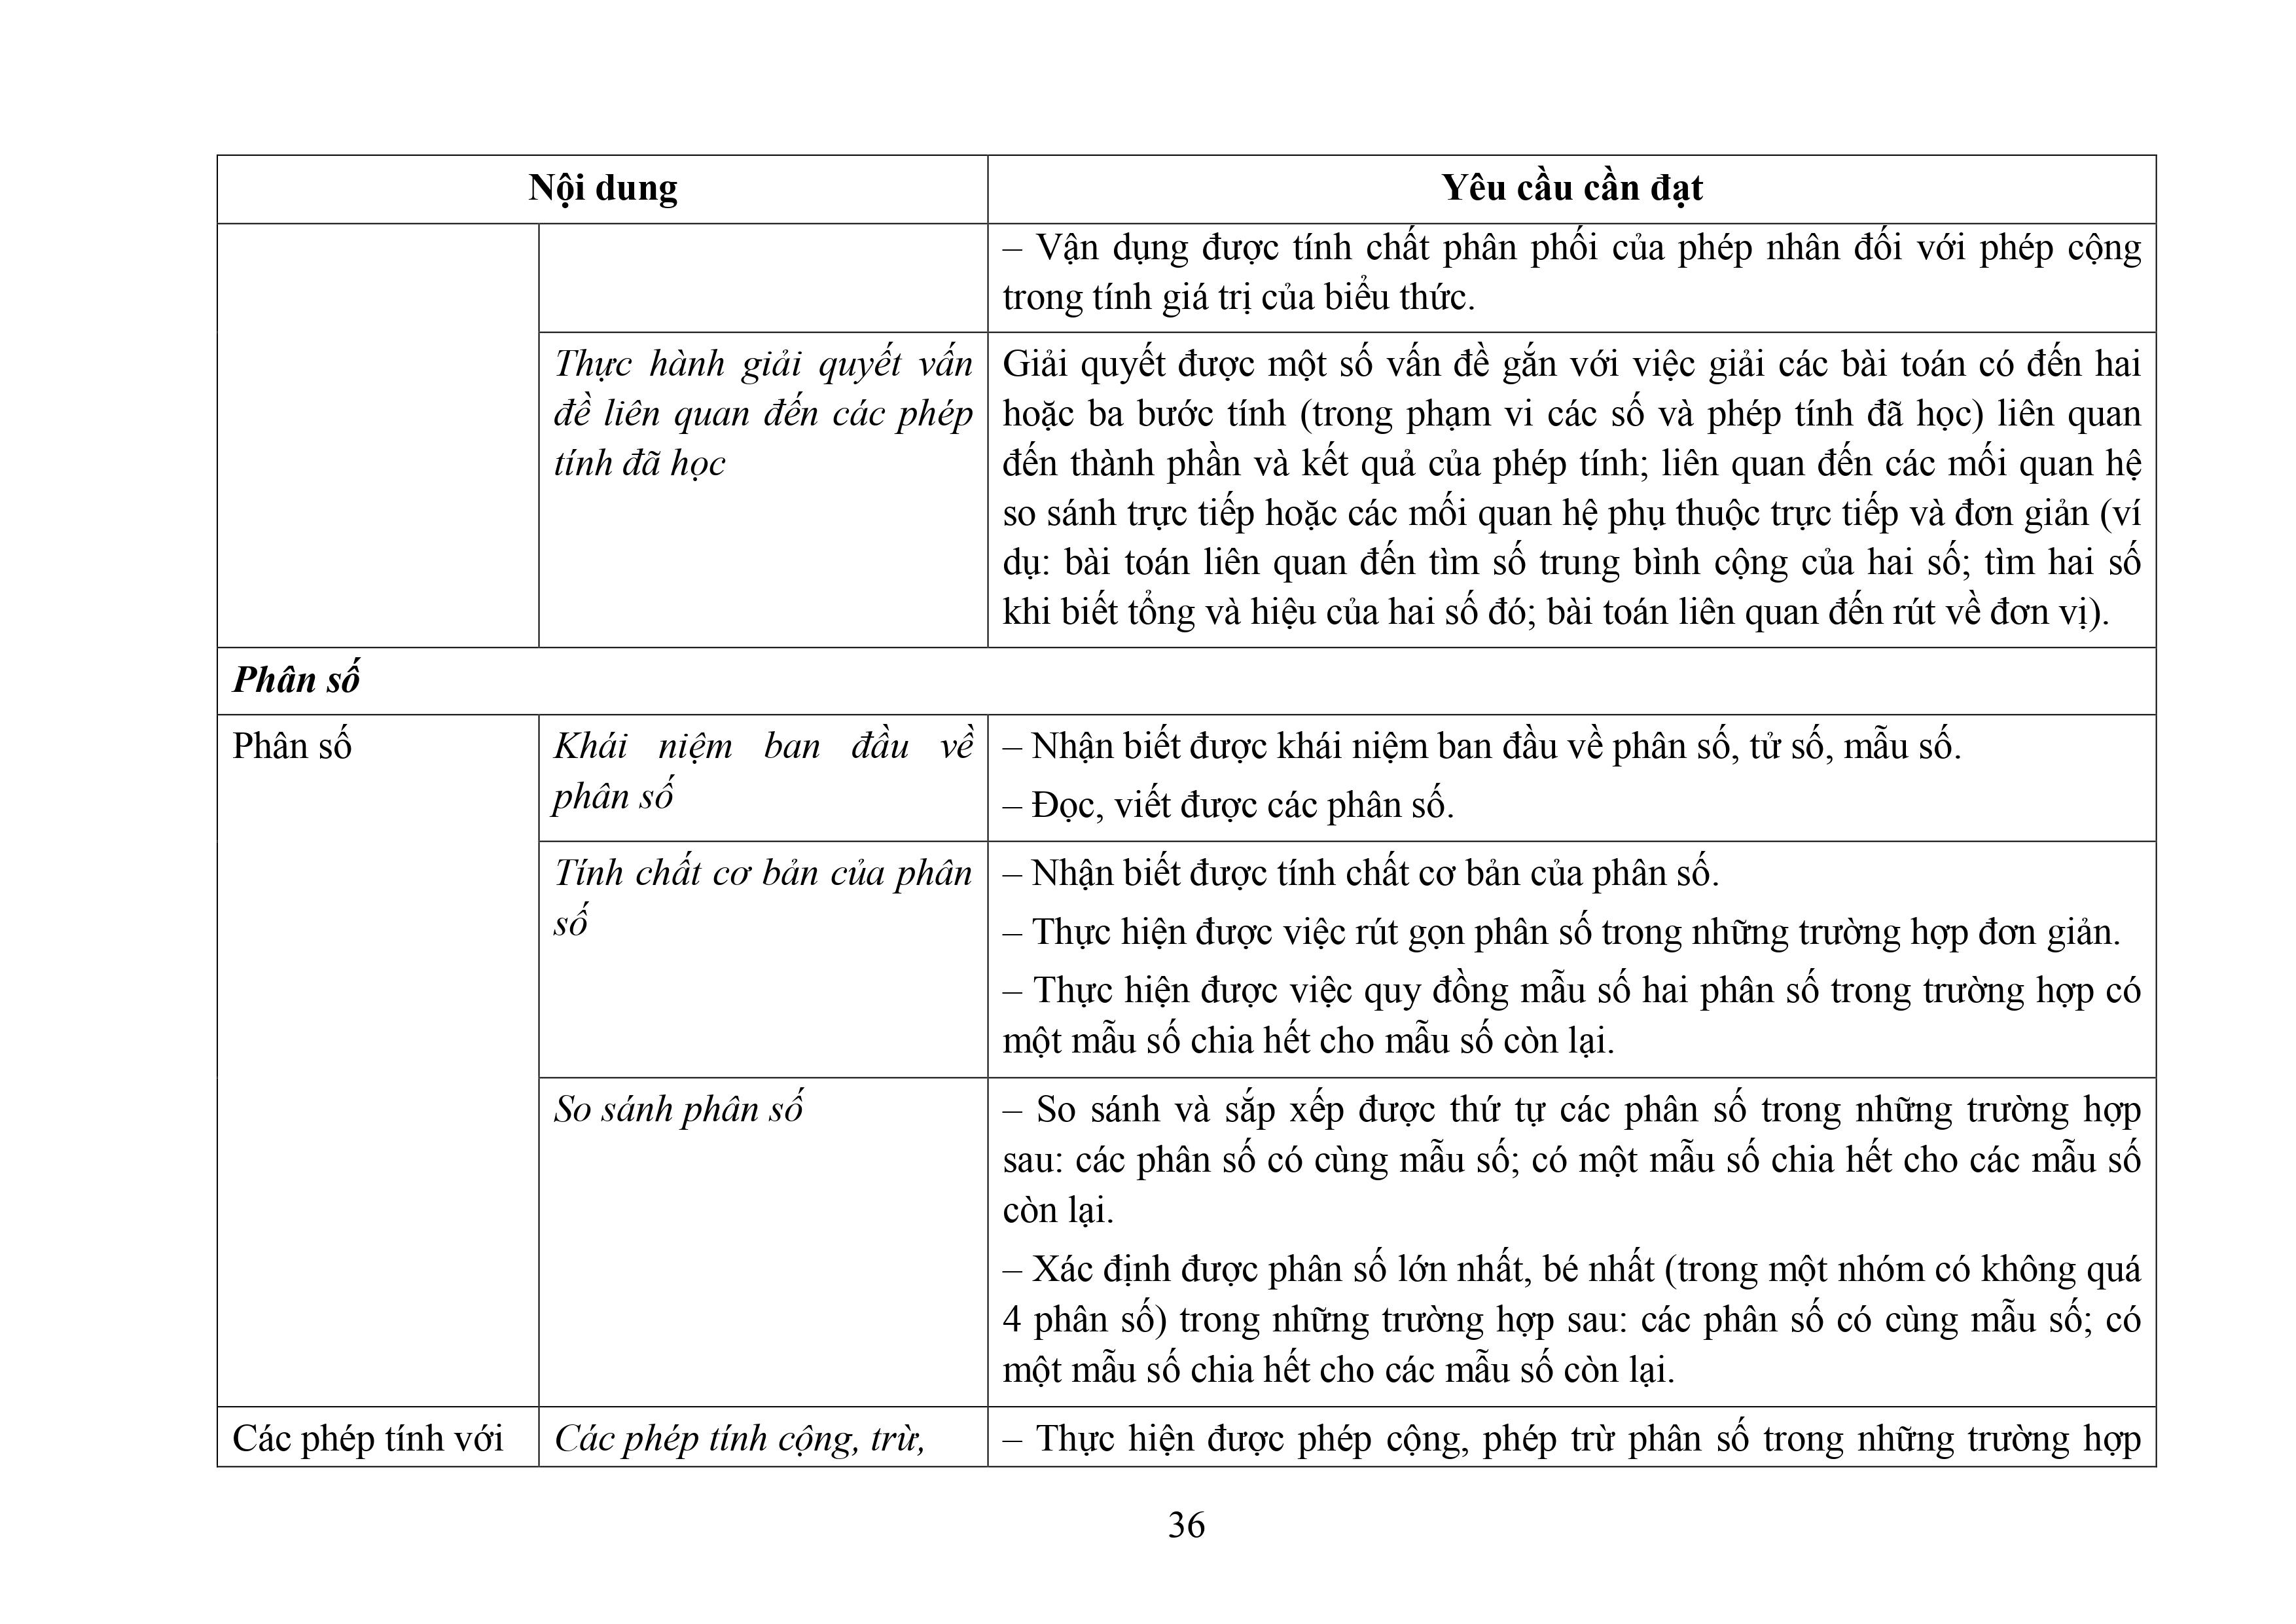 Nội dung
Yêu cầu cần đạt
– Vận dụng được tính chất phân phối của phép nhân đối với phép cộng
trong tính giá trị của biểu thức.
Thực hành giải quyết vấn
đề liên quan đến các phép
tính đã học
Giải quyết được một số vấn đề gắn với việc giải các bài toán có đến hai
hoặc ba bước tính (trong phạm vi các số và phép tính đã học) liên quan
đến thành phần và kết quả của phép tính; liên quan đến các mối quan hệ
so sánh trực tiếp hoặc các mối quan hệ phụ thuộc trực tiếp và đơn giản (ví
dụ: bài toán liên quan đến tìm số trung bình cộng của hai số; tìm hai số
khi biết tổng và hiệu của hai số đó; bài toán liên quan đến rút về đơn vị).
Phân số
Phân số
Khái niệm ban đầu về
phân số
– Nhận biết được khái niệm ban đầu về phân số, tử số, mẫu số.
– Đọc, viết được các phân số.
Tính chất cơ bản của phân
số
– Nhận biết được tính chất cơ bản của phân số.
– Thực hiện được việc rút gọn phân số trong những trường hợp đơn giản.
– Thực hiện được việc quy đồng mẫu số hai phân số trong trường hợp có
một mẫu số chia hết cho mẫu số còn lại.
So sánh phân số
– So sánh và sắp xếp được thứ tự các phân số trong những trường hợp
sau: các phân số có cùng mẫu số; có một mẫu số chia hết cho các mẫu số
còn lại.
– Xác định được phân số lớn nhất, bé nhất (trong một nhóm có không quá
4 phân số) trong những trường hợp sau: các phân số có cùng mẫu số; có
một mẫu số chia hết cho các mẫu số còn lại.
Các phép tính với
Các phép tính cộng, trừ,
– Thực hiện được phép cộng, phép trừ phân số trong những trường hợp
36